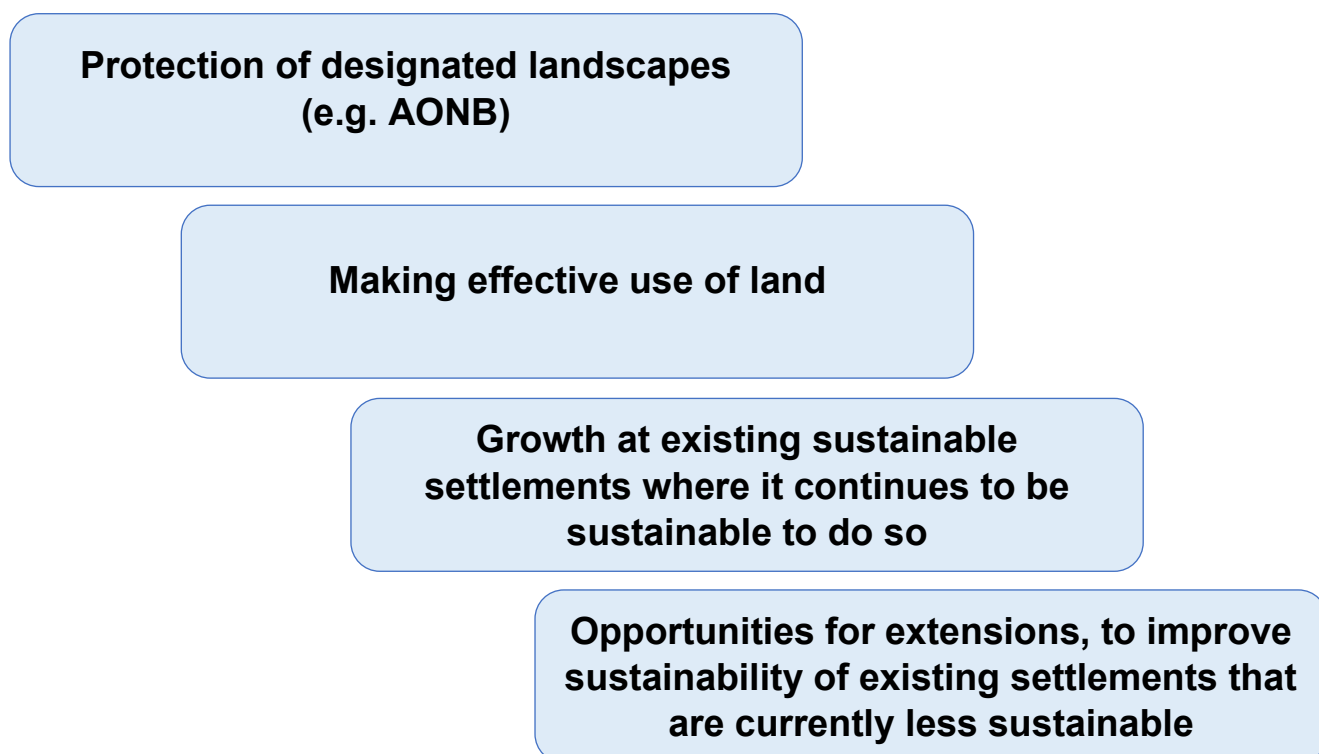 Protection of designated landscapes
(e.g. AONB)
Making effective use of land
Growth at existing sustainable
settlements where it continues to be
sustainable to do so
Opportunities for extensions, to improve
sustainability of existing settlements that
are currently less sustainable